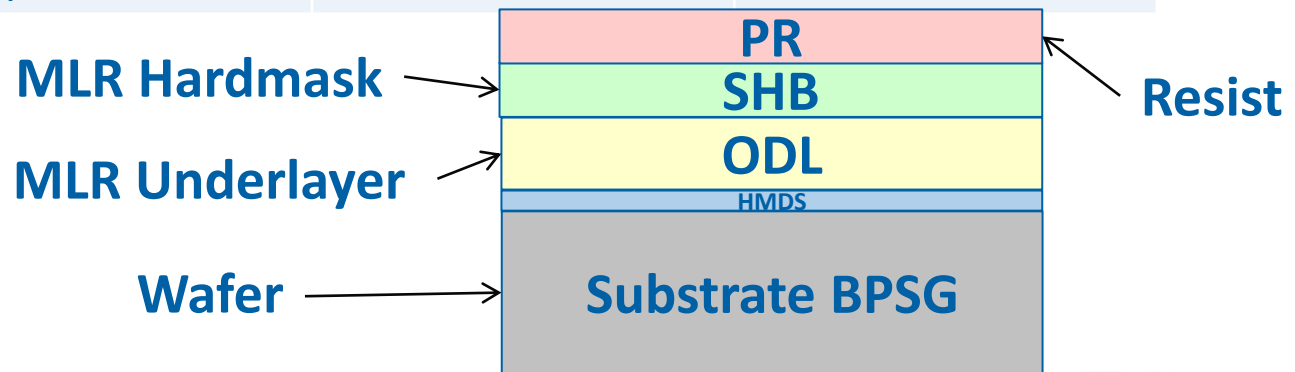 PR
MLR Hardmask
SHB
Resist
ODL
MLR Underlayer
HMDS
Wafer
Substrate BPSG